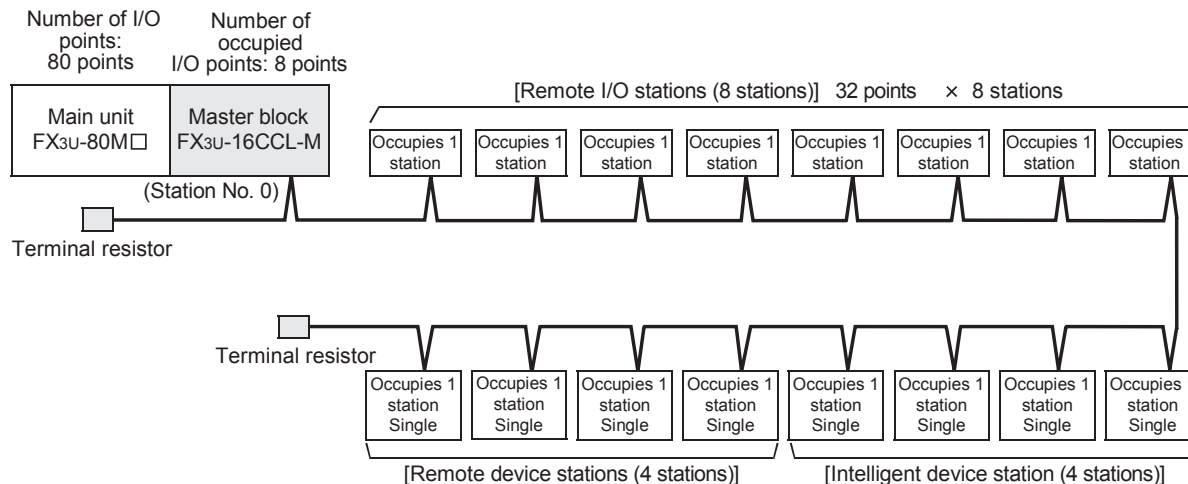 Number of I/O
points:
80 points
Number of
occupied
I/O points: 8 points
Main unit
FX3U-80M□
Master block
FX3U-16CCL-M
(Station No. 0)
Terminal resistor
[Remote I/O stations (8 stations)] 32 points × 8 stations
Occupies 1
station
Occupies 1
station
Occupies 1
station
Occupies 1
station
Occupies 1
station
Occupies 1
station
Occupies 1
station
Occupies
station
Terminal resistor
Occupies 1
station
Single
Occupies 1
station
Single
Occupies 1
station
Single
Occupies 1
station
Single
Occupies 1
station
Single
Occupies 1
station
Single
Occupies 1
station
Single
Occupies
station
Single
[Remote device stations (4 stations)]
[Intelligent device station (4 stations)]